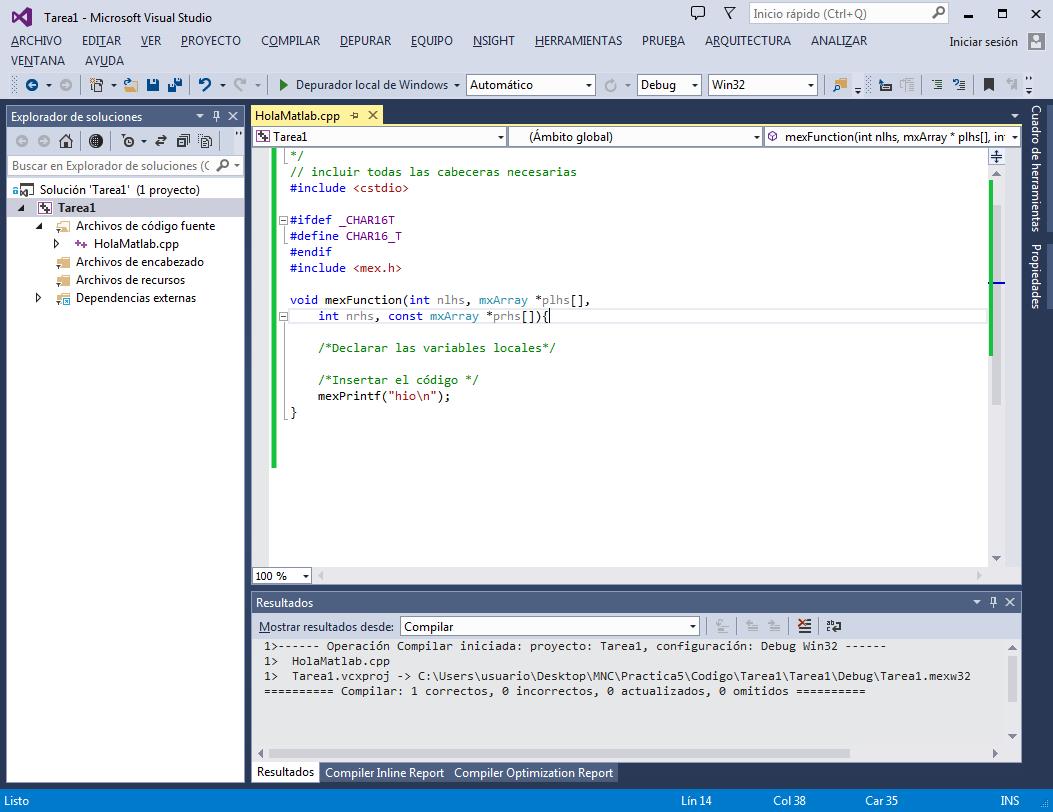 Tarea1 - Microsoft Visual Studio
Inicio rápido (Ctrl+Q)
ARCHIVO EDITAR VER PROYECTO COMPILAR DEPURAR EQUIPO NSIGHT HERRAMIENTAS PRUEBA ARQUITECTURA ANALIZAR
Iniciar sesión
VENTANA AYUDA
Depurador local de Windows Automático Debug Win32
Explorador de soluciones
Buscar en Explorador de soluciones (C
Solución 'Tarea1' (1 proyecto)
Tarea1
Archivos de código fuente
HolaMatlab.cpp
Archivos de encabezado
Archivos de recursos
Dependencias externas
HolaMatlab.cpp
Tarea1 (Ámbito global) mexFunction(int nlhs, mxArray * plhs[], in
*/
// incluir todas las cabeceras necesarias
#include <cstdio>
#ifdef _CHAR16T
#define CHAR16_T
#endif
#include <mex.h>
void mexFunction(int nlhs, mxArray *plhs[],
int nrhs, const mxArray *prhs[]){
/*Declarar las variables locales*/
/*Insertar el código */
mexPrintf("hio\n");
}
100 %
Cuadro de herramientas
Propiedades
Resultados
Mostrar resultados desde: Compilar
1>------ Operación Compilar iniciada: proyecto: Tarea1, configuración: Debug Win32 ------
1>  HolaMatlab.cpp
1>  Tarea1.vcxproj -> C:\Users\usuario\Desktop\MNC\Practica5\Codigo\Tarea1\Tarea1\Debug\Tarea1.mexw32
========== Compilar: 1 correctos, 0 incorrectos, 0 actualizados, 0 omitidos ==========
Resultados Compiler Inline Report Compiler Optimization Report
Listo Lín 14 Col 38 Car 35 INS